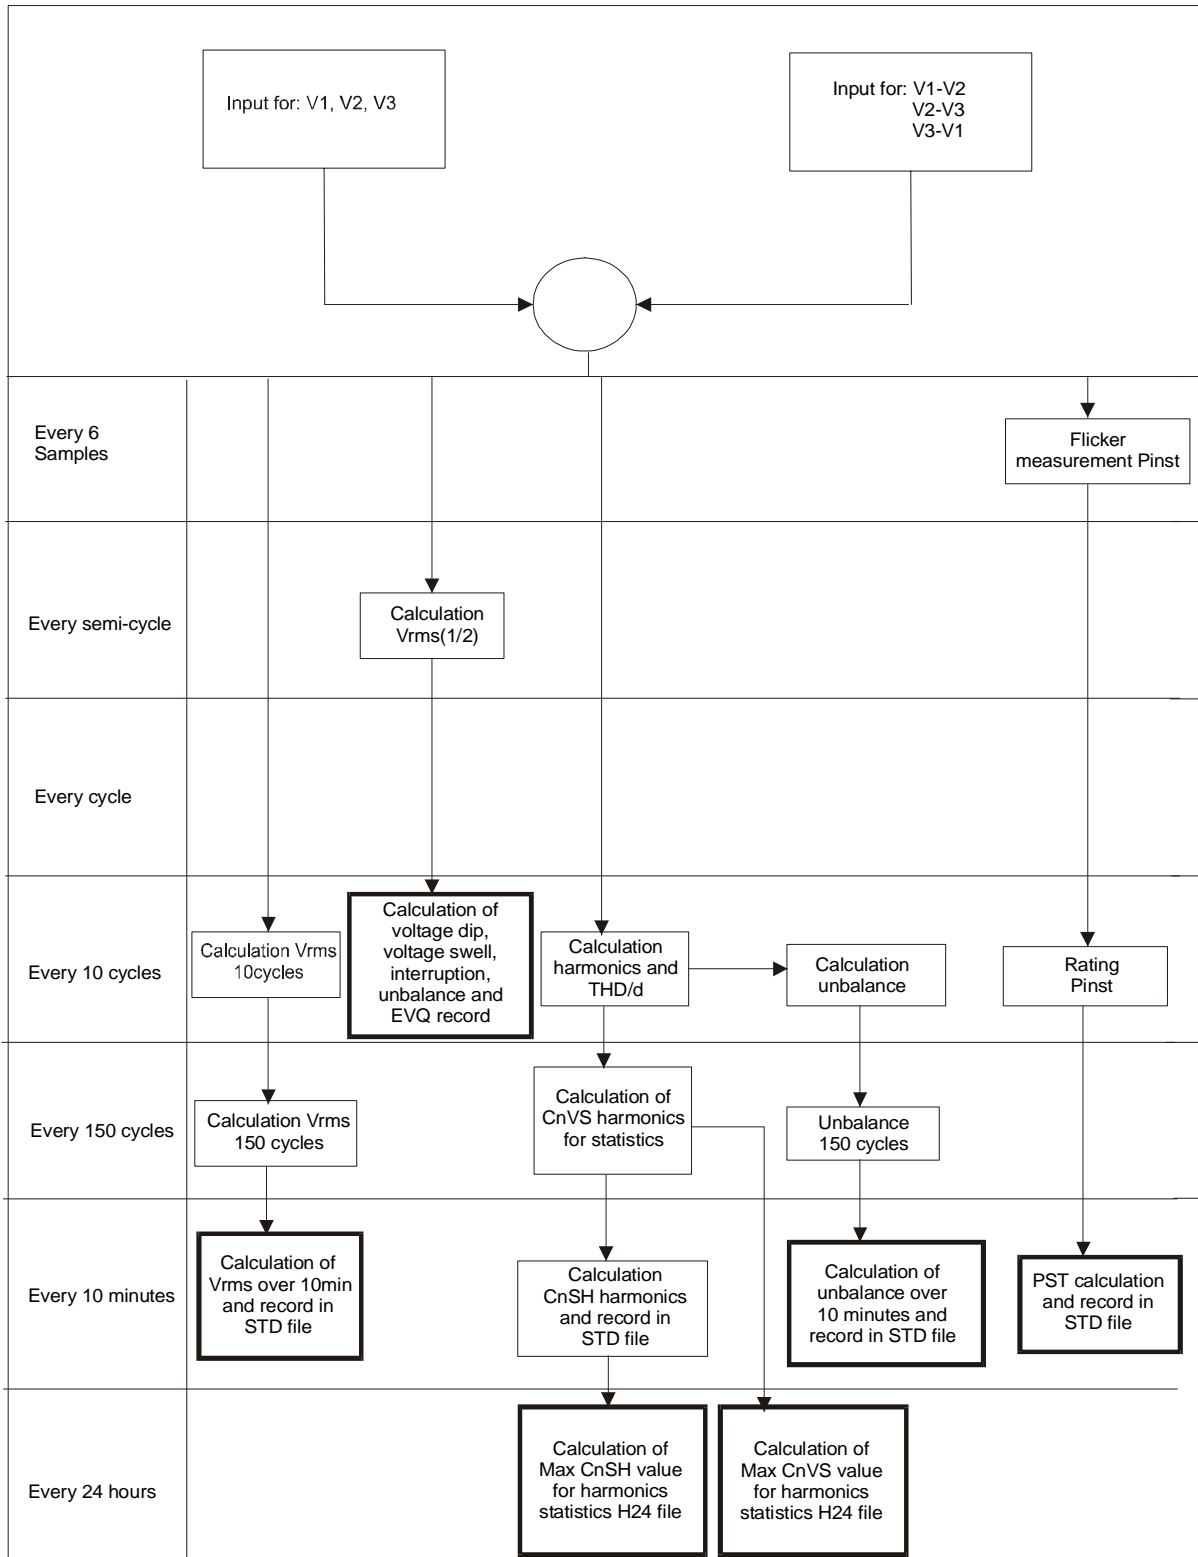 Input for: V1, V2, V3
Input for: V1-V2
V2-V3
V3-V1
Every 6
Samples
Flicker
measurement Pinst
Every semi-cycle
Calculation
Vrms(1/2)
Every cycle
Every 10 cycles
Calculation Vrms
10cycles
Calculation of
voltage dip,
voltage swell,
interruption,
unbalance and
EVQ record
Calculation
harmonics and
THD/d
Calculation
unbalance
Rating
Pinst
Every 150 cycles
Calculation Vrms
150 cycles
Calculation of
CnVS harmonics
for statistics
Unbalance
150 cycles
Every 10 minutes
Calculation of
Vrms over 10min
and record in
STD file
Calculation
CnSH harmonics
and record in
STD file
Calculation of
unbalance over
10 minutes and
record in STD file
PST calculation
and record in
STD file
Every 24 hours
Calculation of
Max CnSH value
for harmonics
statistics H24 file
Calculation of
Max CnVS value
for harmonics
statistics H24 file